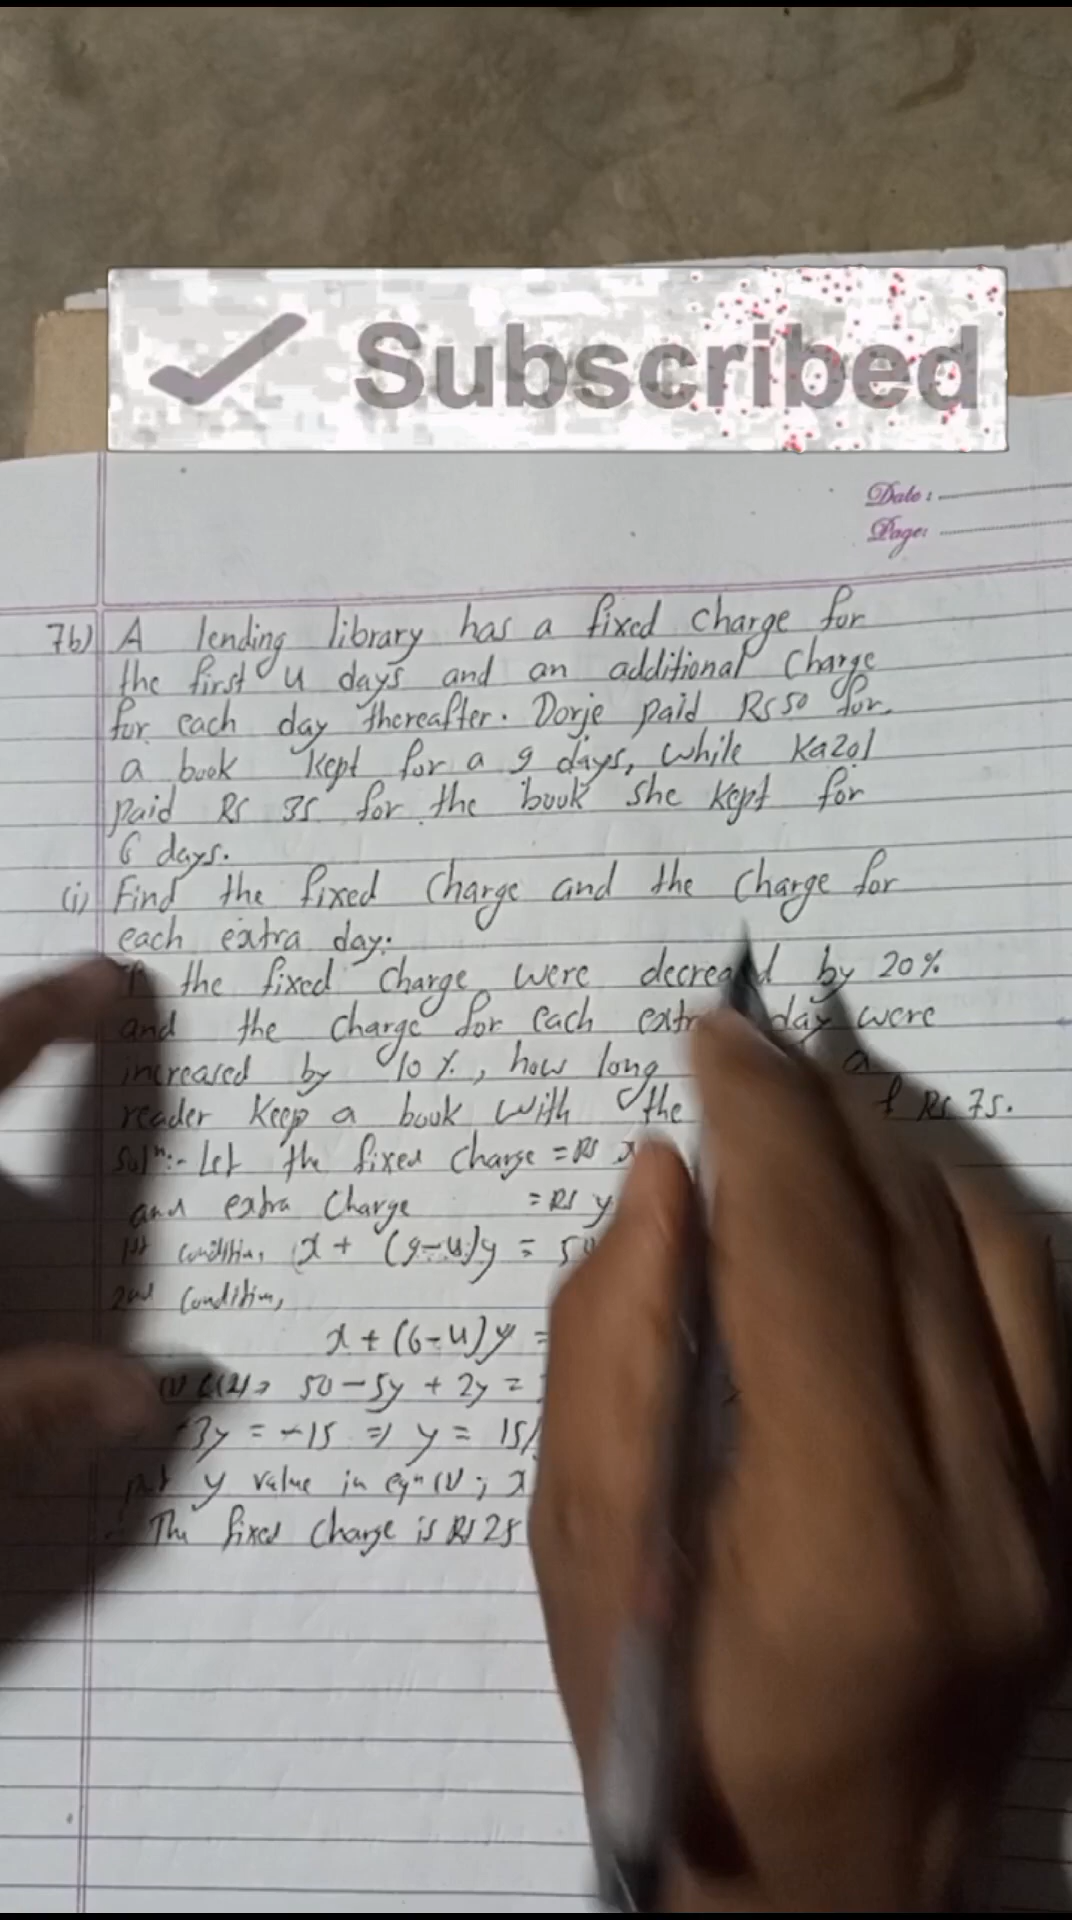 Subscribed
Date:
Page:
7b) A lending library has a fixed charge for
the first 4 days and an additional charge
for each day thereafter. Dorje paid Rs 50 for
a book kept for a 9 days, while Kazol
paid Rs 35 for the book she kept for
6 days.
(i) Find the fixed charge and the charge for
each extra day.
If the fixed charge were decreased by 20%
and the charge for each extra day were
increased by 10%, how long a
reader keep a book with the Rs 75.
Solⁿ:- Let the fixed charge = Rs x
and extra charge = Rs y
1st condition, x + (9-4)y = 50
2nd condition,
x + (6-4)y =
50 - 5y + 2y =
-3y = -15 ⇒ y = 15/
put y value in eqⁿ (1); x
∴ The fixed charge is Rs 25